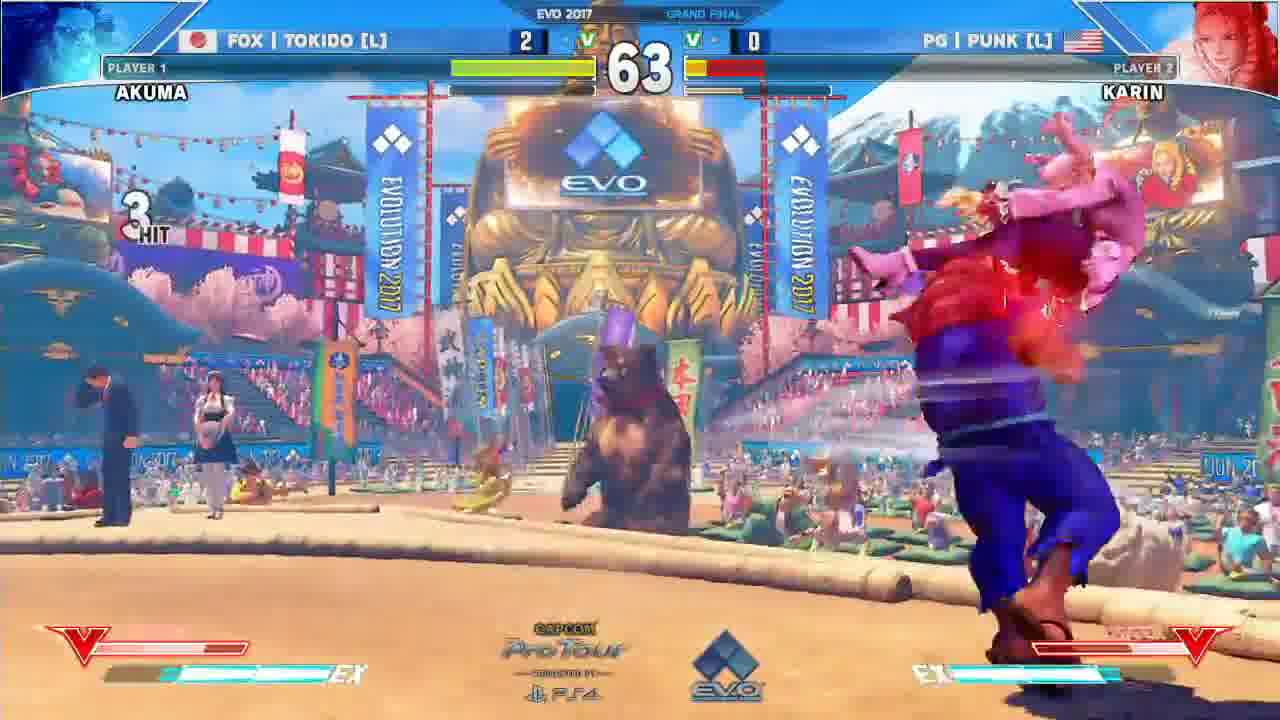 EVO 2017 GRAND FINAL
FOX | TOKIDO [L] 2 V 63 V 0 PG | PUNK [L]
PLAYER 1 PLAYER 2
AKUMA KARIN
EVO
EVOLUTION 2017
EVOLUTION 2017
3 HIT
V V
EX EX
CAPCOM
Pro Tour
PS4
EVO